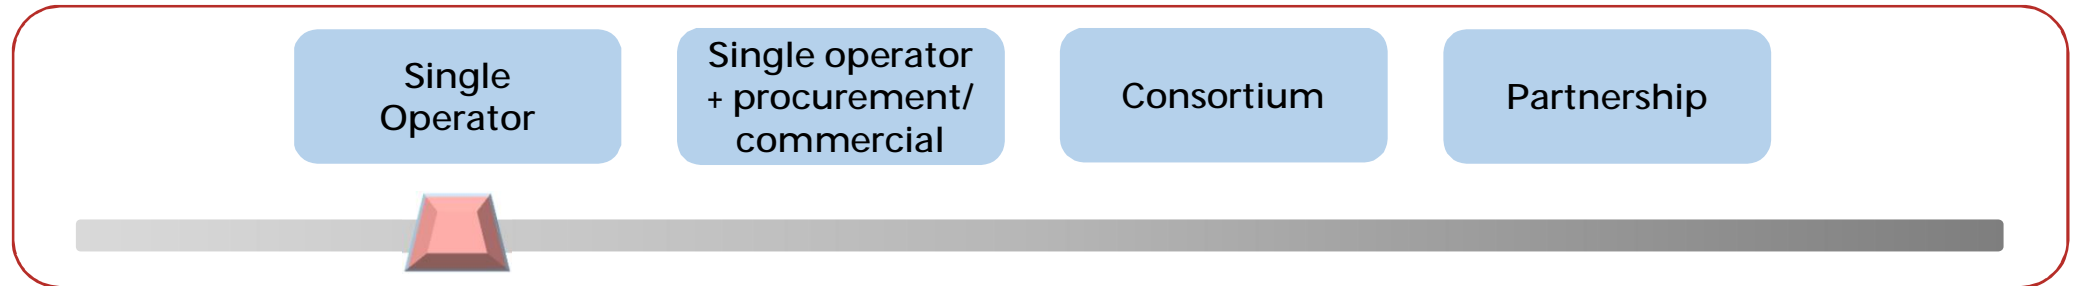 Single
Operator
Single operator
+ procurement/
commercial
Consortium
Partnership